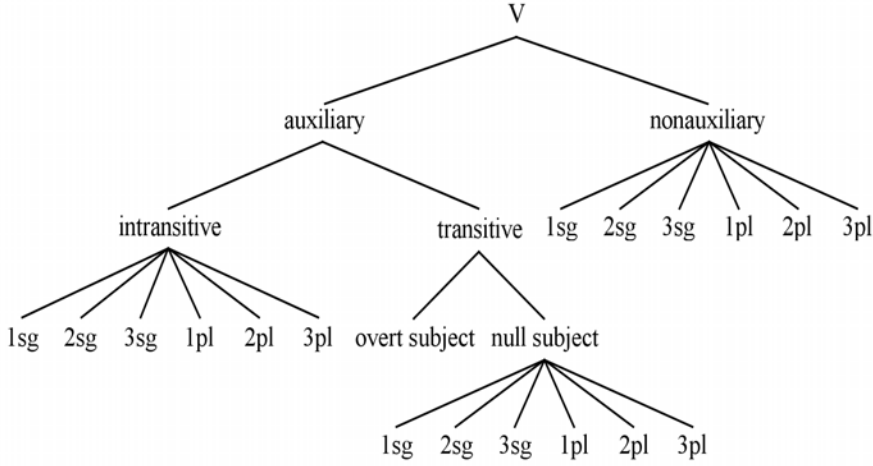 V
auxiliary nonauxiliary
intransitive transitive 1sg 2sg 3sg 1pl 2pl 3pl
1sg 2sg 3sg 1pl 2pl 3pl overt subject null subject
1sg 2sg 3sg 1pl 2pl 3pl